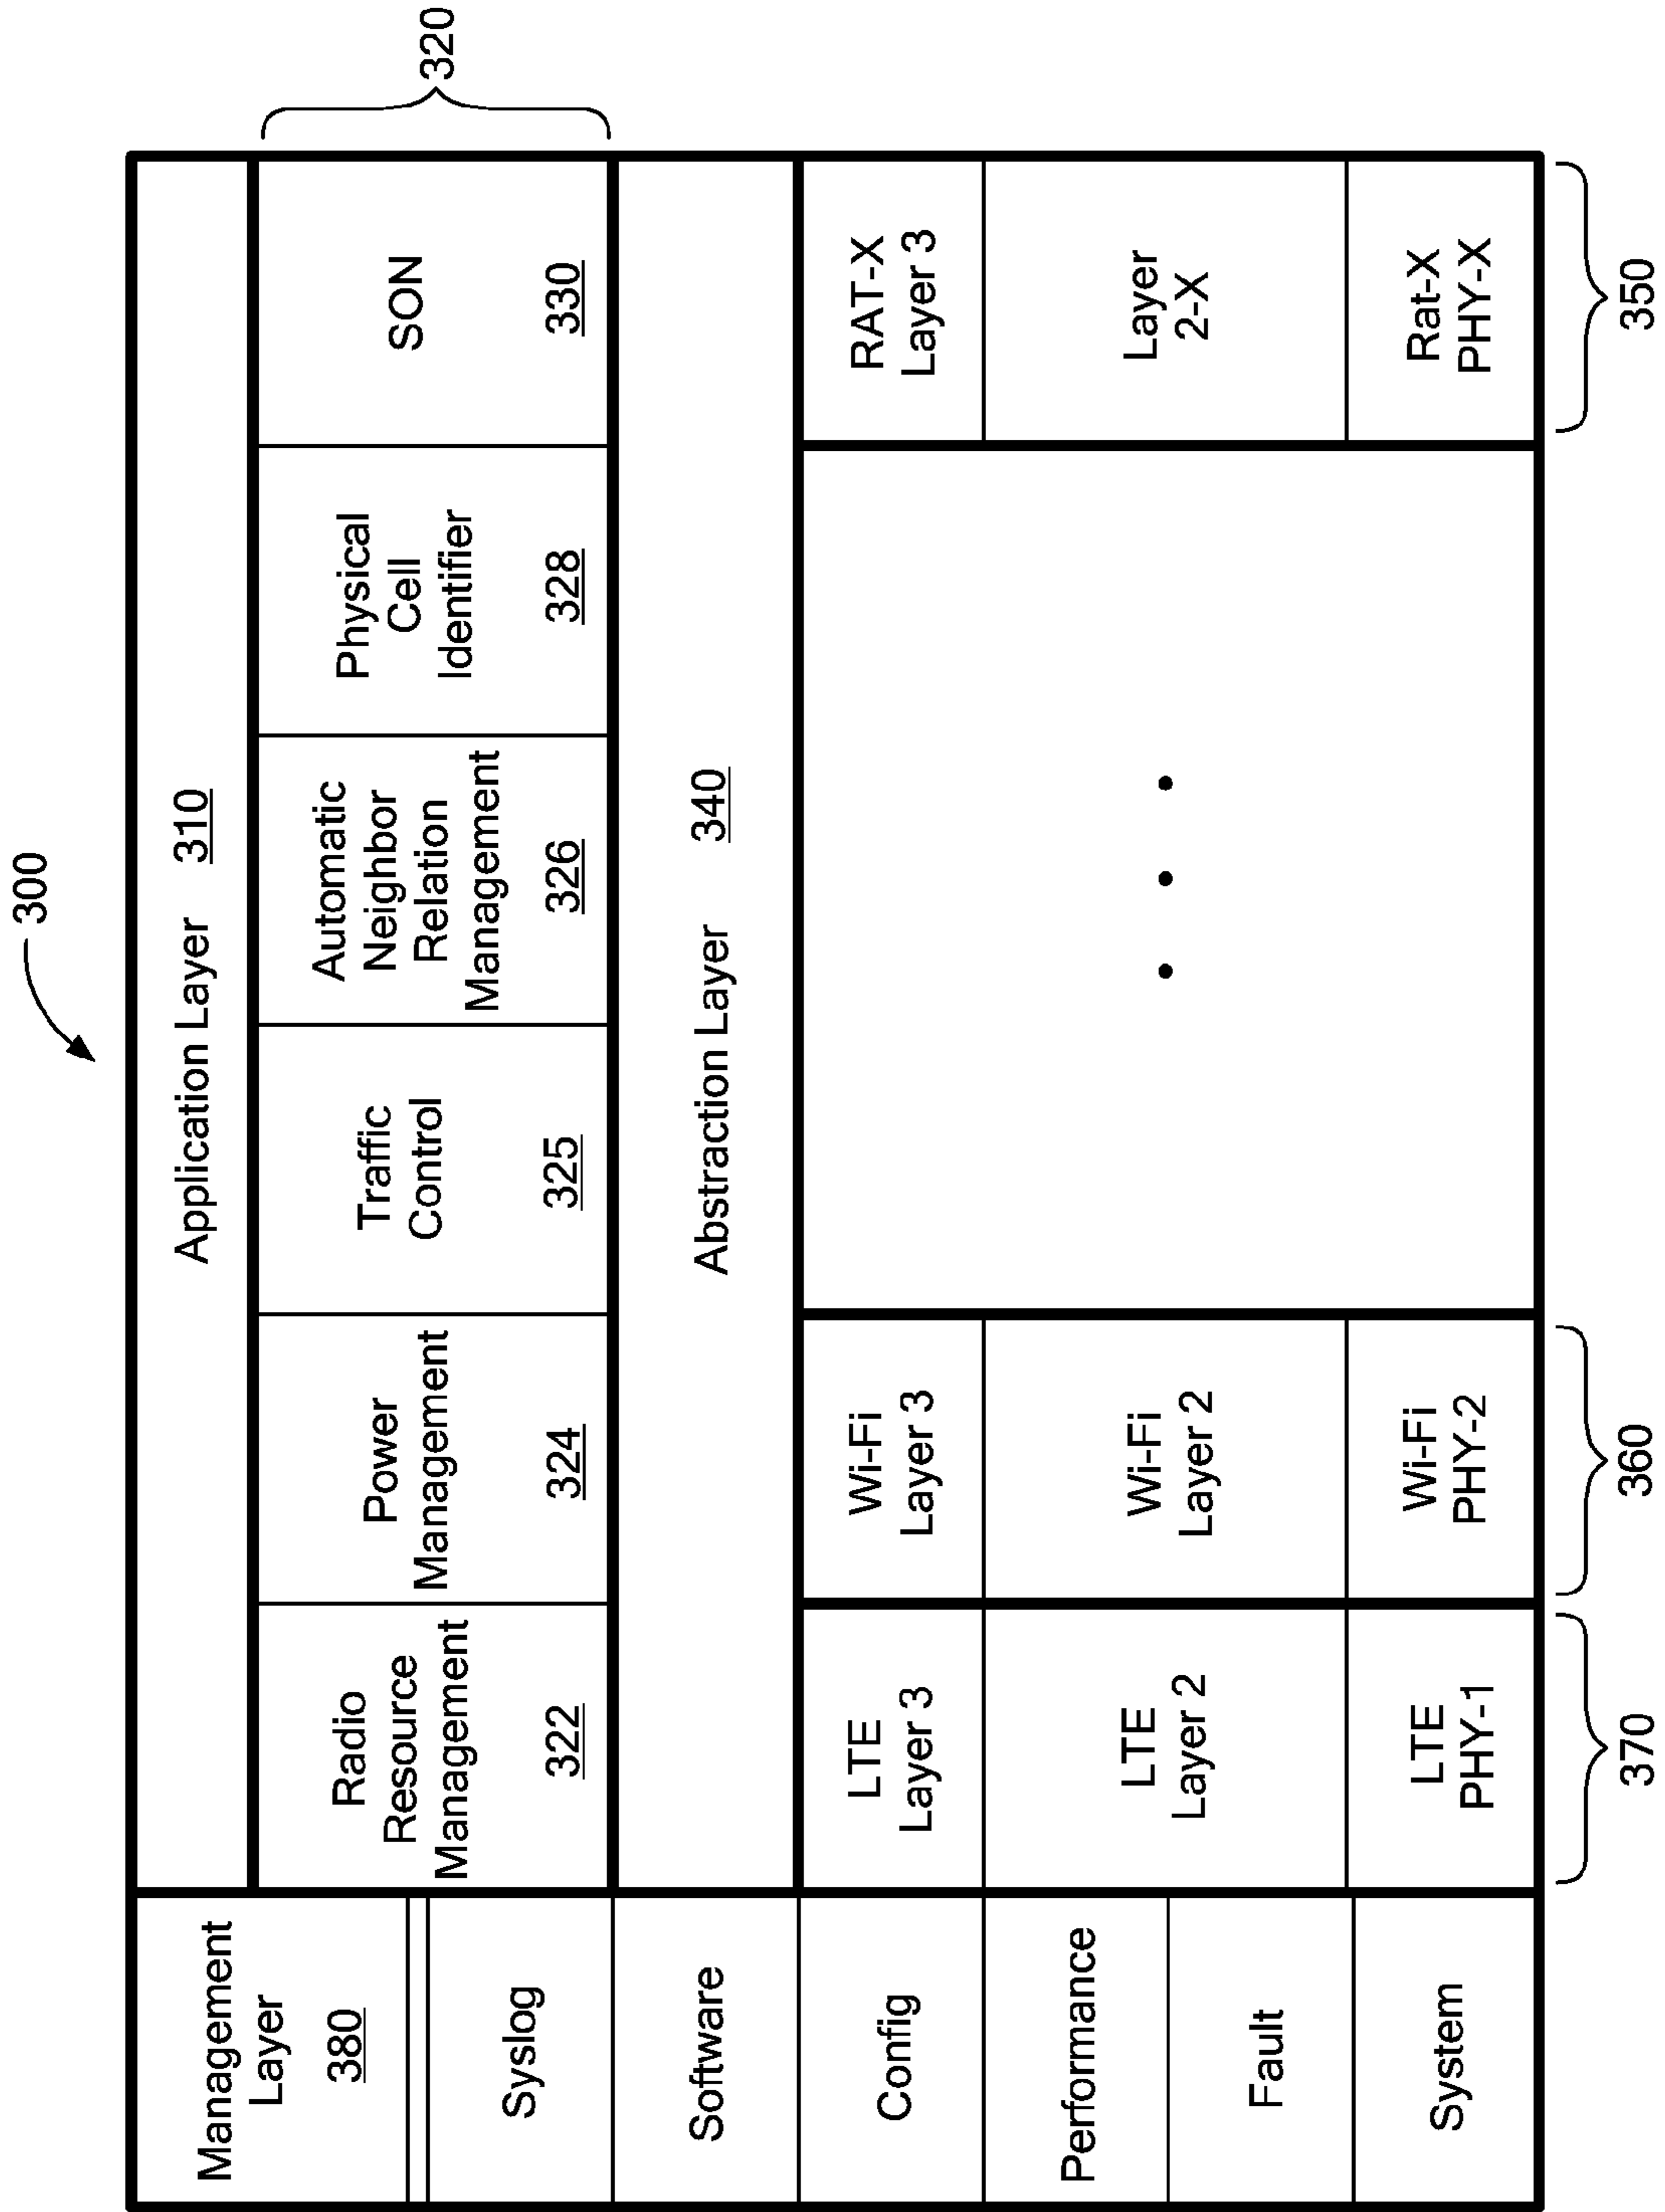 300
Management
Layer
380
Syslog
Software
Config
Performance
Fault
System
Application Layer 310
Radio
Resource
Management
322
Power
Management
324
Traffic
Control
325
Automatic
Neighbor
Relation
Management
326
Physical
Cell
Identifier
328
SON
330
320
Abstraction Layer 340
LTE
Layer 3
LTE
Layer 2
LTE
PHY-1
370
Wi-Fi
Layer 3
Wi-Fi
Layer 2
Wi-Fi
PHY-2
360
RAT-X
Layer 3
Layer
2-X
Rat-X
PHY-X
350